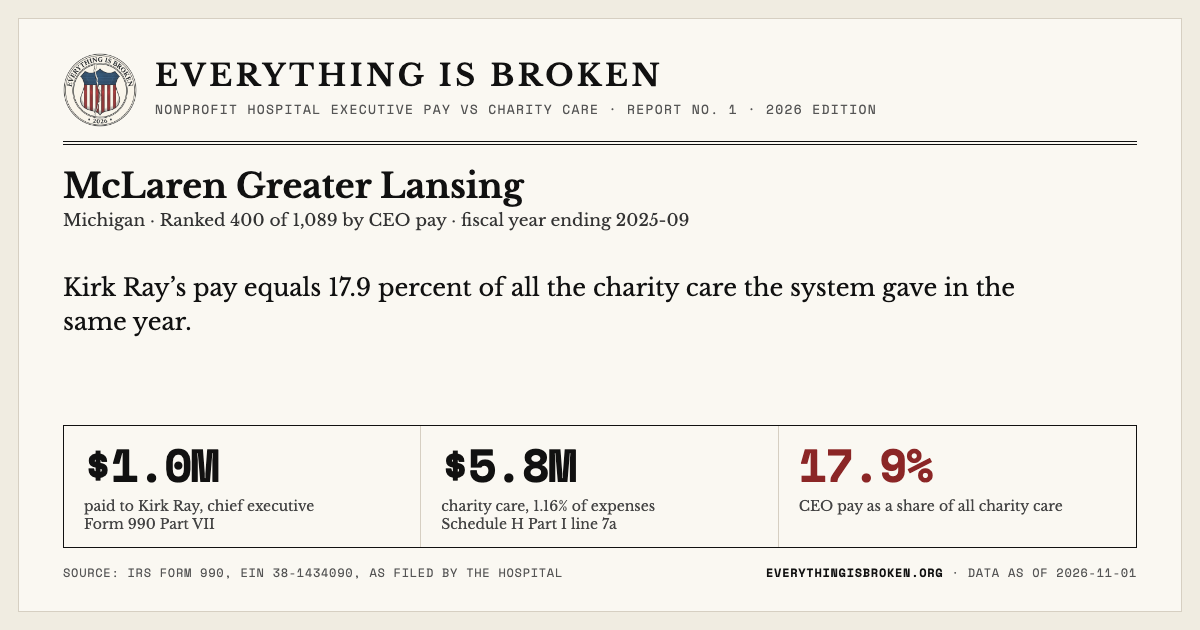 EVERYTHING IS BROKEN
· 2026 ·
EVERYTHING IS BROKEN
NONPROFIT HOSPITAL EXECUTIVE PAY VS CHARITY CARE · REPORT NO. 1 · 2026 EDITION
McLaren Greater Lansing
Michigan · Ranked 400 of 1,089 by CEO pay · fiscal year ending 2025-09
Kirk Ray’s pay equals 17.9 percent of all the charity care the system gave in the
same year.
$1.0M
paid to Kirk Ray, chief executive
Form 990 Part VII
$5.8M
charity care, 1.16% of expenses
Schedule H Part I line 7a
17.9%
CEO pay as a share of all charity care
SOURCE: IRS FORM 990, EIN 38-1434090, AS FILED BY THE HOSPITAL
EVERYTHINGISBROKEN.ORG · DATA AS OF 2026-11-01